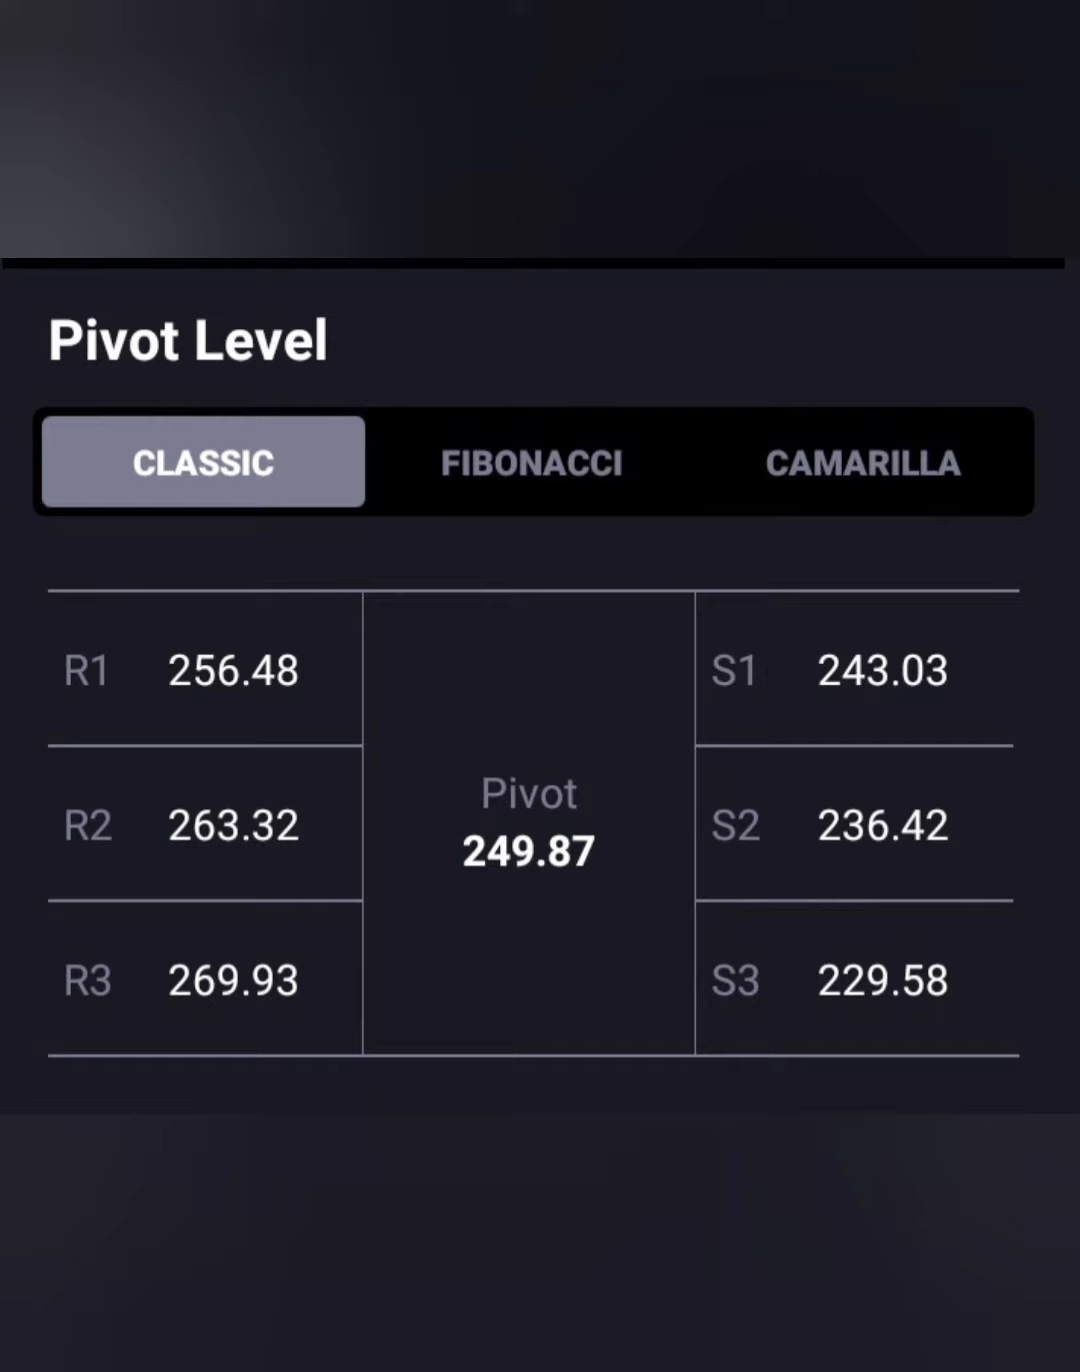 Pivot Level
CLASSIC FIBONACCI CAMARILLA
R1 256.48 S1 243.03
Pivot
R2 263.32 S2 236.42
249.87
R3 269.93 S3 229.58